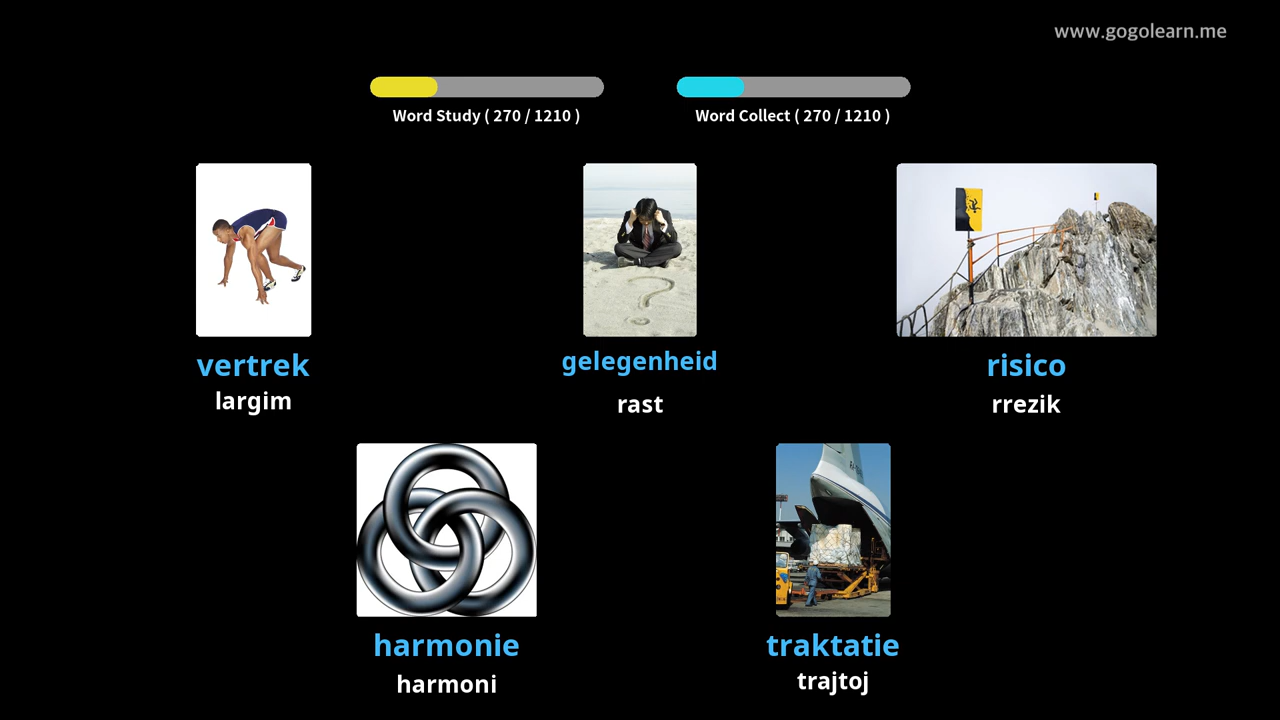 www.gogolearn.me
Word Study ( 270 / 1210 )
Word Collect ( 270 / 1210 )
vertrek
largim
gelegenheid
rast
risico
rrezik
harmonie
harmoni
traktatie
trajtoj